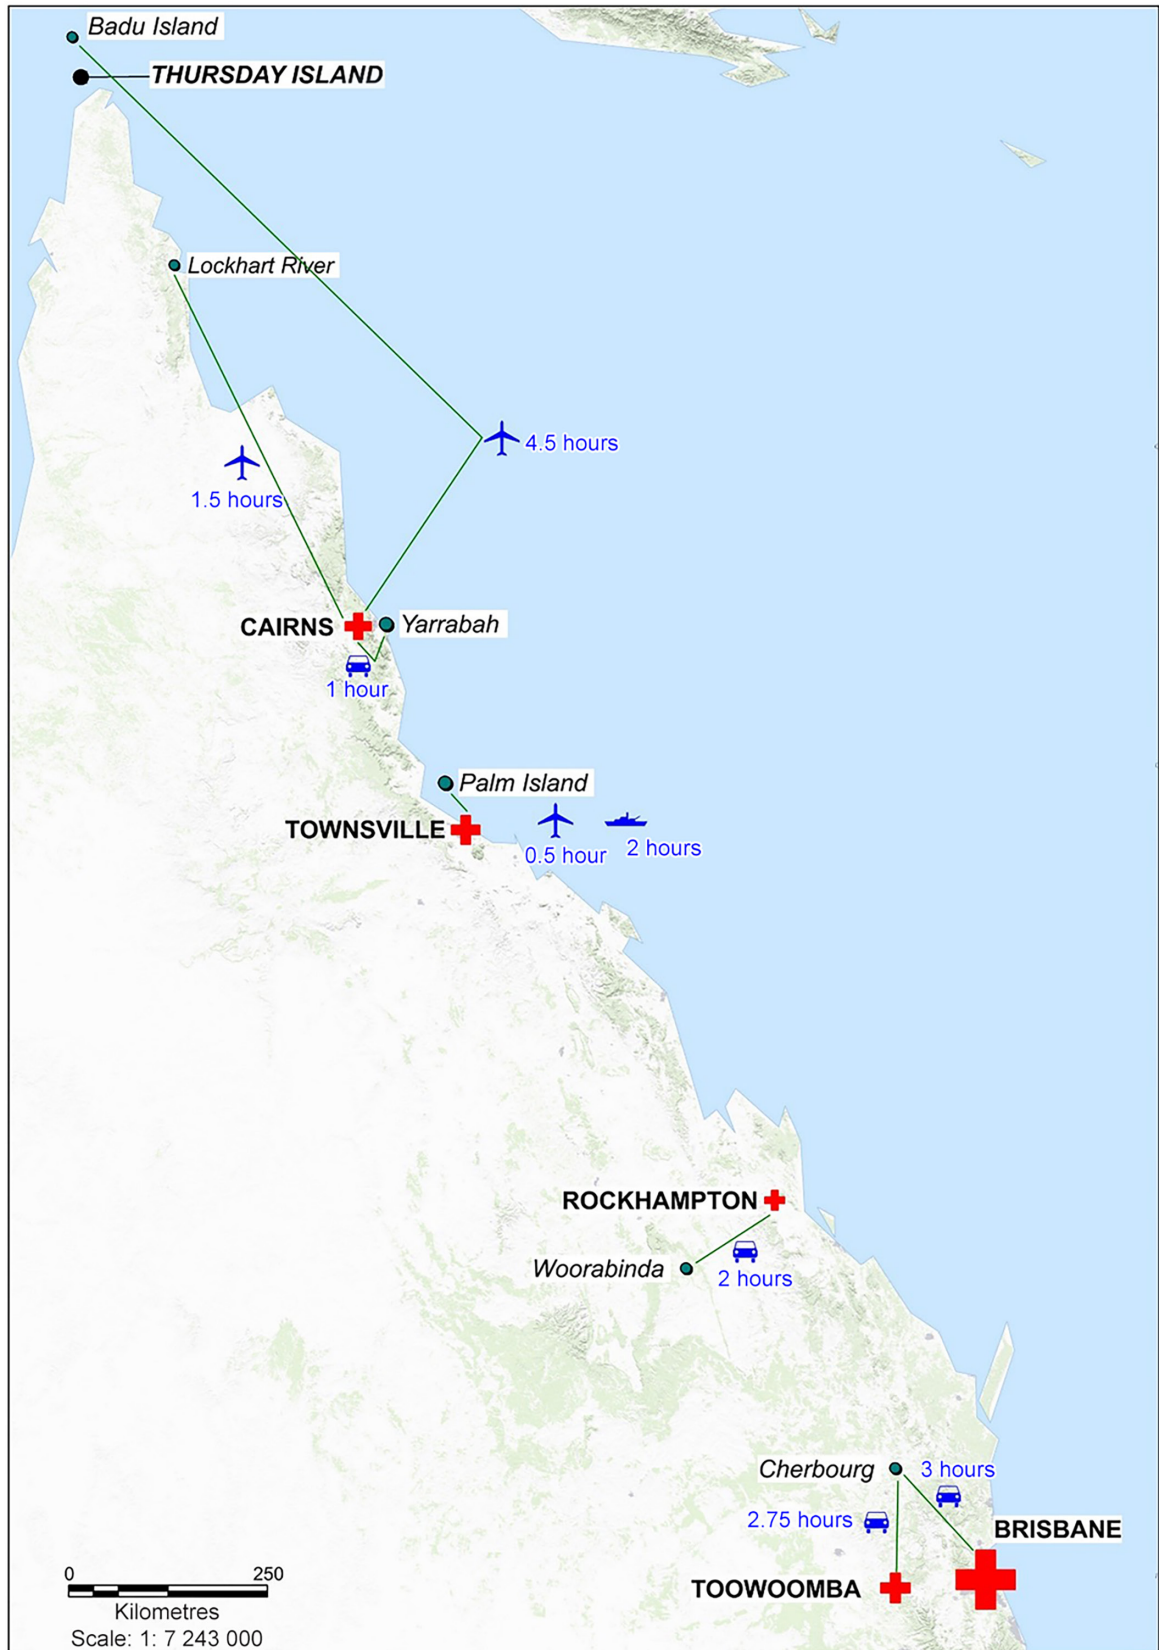 Badu Island
THURSDAY ISLAND
Lockhart River
4.5 hours
1.5 hours
CAIRNS
Yarrabah
1 hour
Palm Island
TOWNSVILLE
0.5 hour
2 hours
ROCKHAMPTON
Woorabinda
2 hours
Cherbourg
3 hours
2.75 hours
BRISBANE
TOOWOOMBA
0 250
Kilometres
Scale: 1: 7 243 000